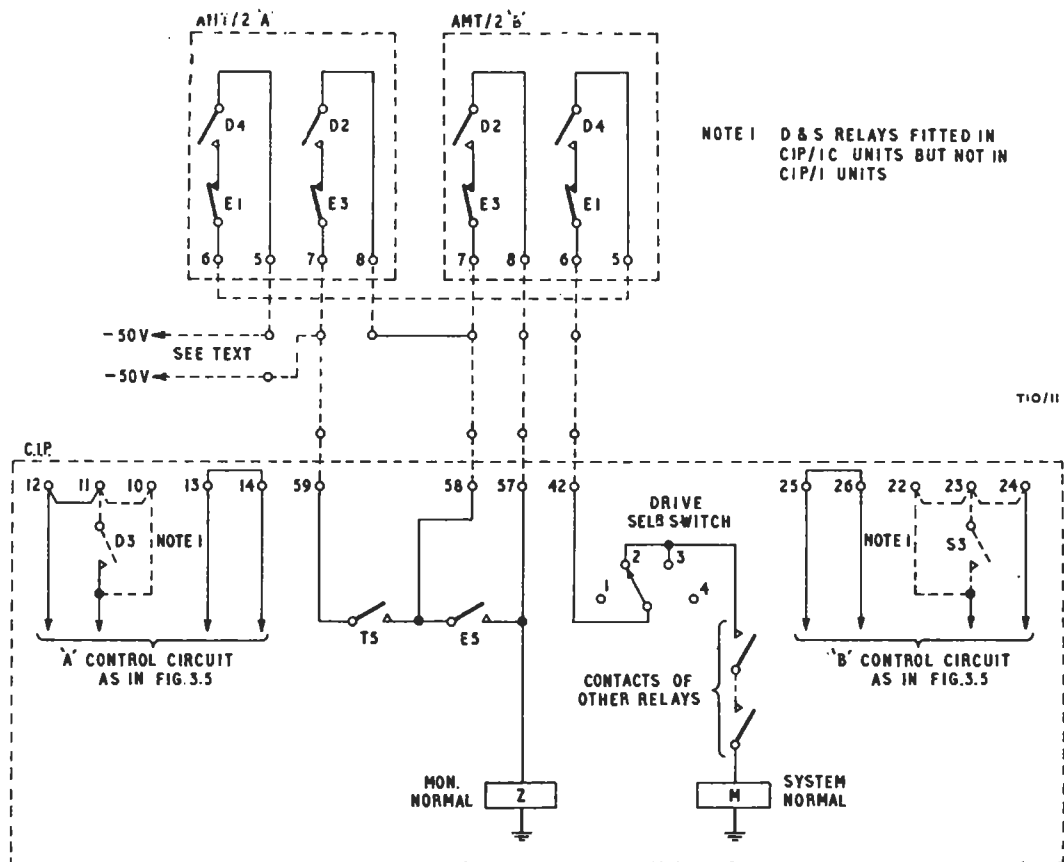 AMT/2 'A'
AMT/2 'B'
D4
D2
D2
D4
E1
E3
E3
E1
6 5 7 8
7 8 6 5
NOTE 1 D & S RELAYS FITTED IN
CIP/1C UNITS BUT NOT IN
CIP/1 UNITS
-50V
SEE TEXT
-50V
T10/11
C.I.P.
12 11 10 13 14 59 58 57 42
25 26 22 23 24
D3
NOTE 1
DRIVE
SELR SWITCH
NOTE 1
S3
1
2
3
4
T5
E5
'A' CONTROL CIRCUIT
AS IN FIG.3.5
CONTACTS OF
OTHER RELAYS
'B' CONTROL CIRCUIT
AS IN FIG.3.5
MON.
NORMAL
Z
M
SYSTEM
NORMAL